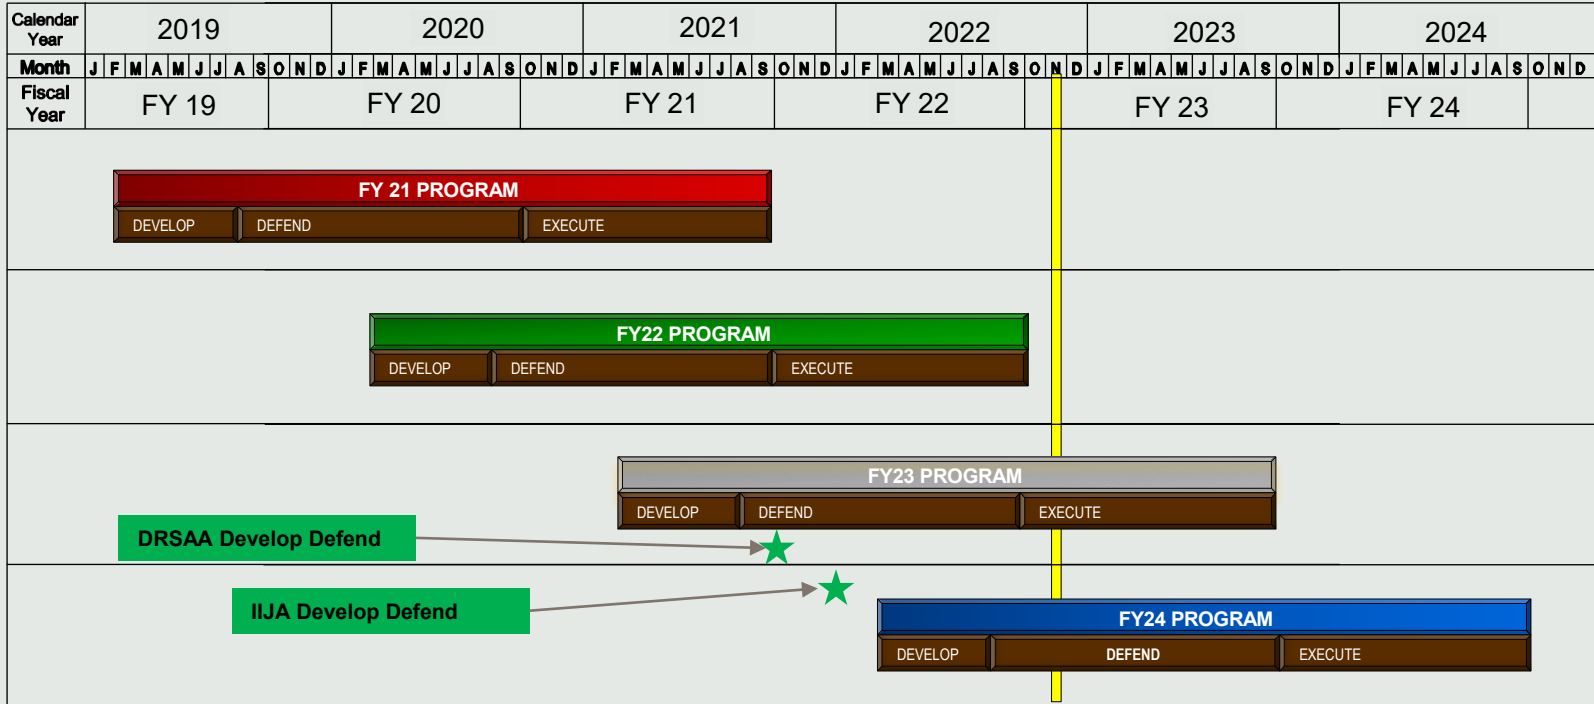 Calendar
Year
2019 2020 2021 2022 2023 2024
Month J F M A M J J A S O N D J F M A M J J A S O N D J F M A M J J A S O N D J F M A M J J A S O N D J F M A M J J A S O N D J F M A M J J A S O N D
Fiscal
Year
FY 19 FY 20 FY 21 FY 22 FY 23 FY 24
FY 21 PROGRAM
DEVELOP DEFEND EXECUTE
FY22 PROGRAM
DEVELOP DEFEND EXECUTE
FY23 PROGRAM
DEVELOP DEFEND EXECUTE
DRSAA Develop Defend
IIJA Develop Defend
FY24 PROGRAM
DEVELOP DEFEND EXECUTE